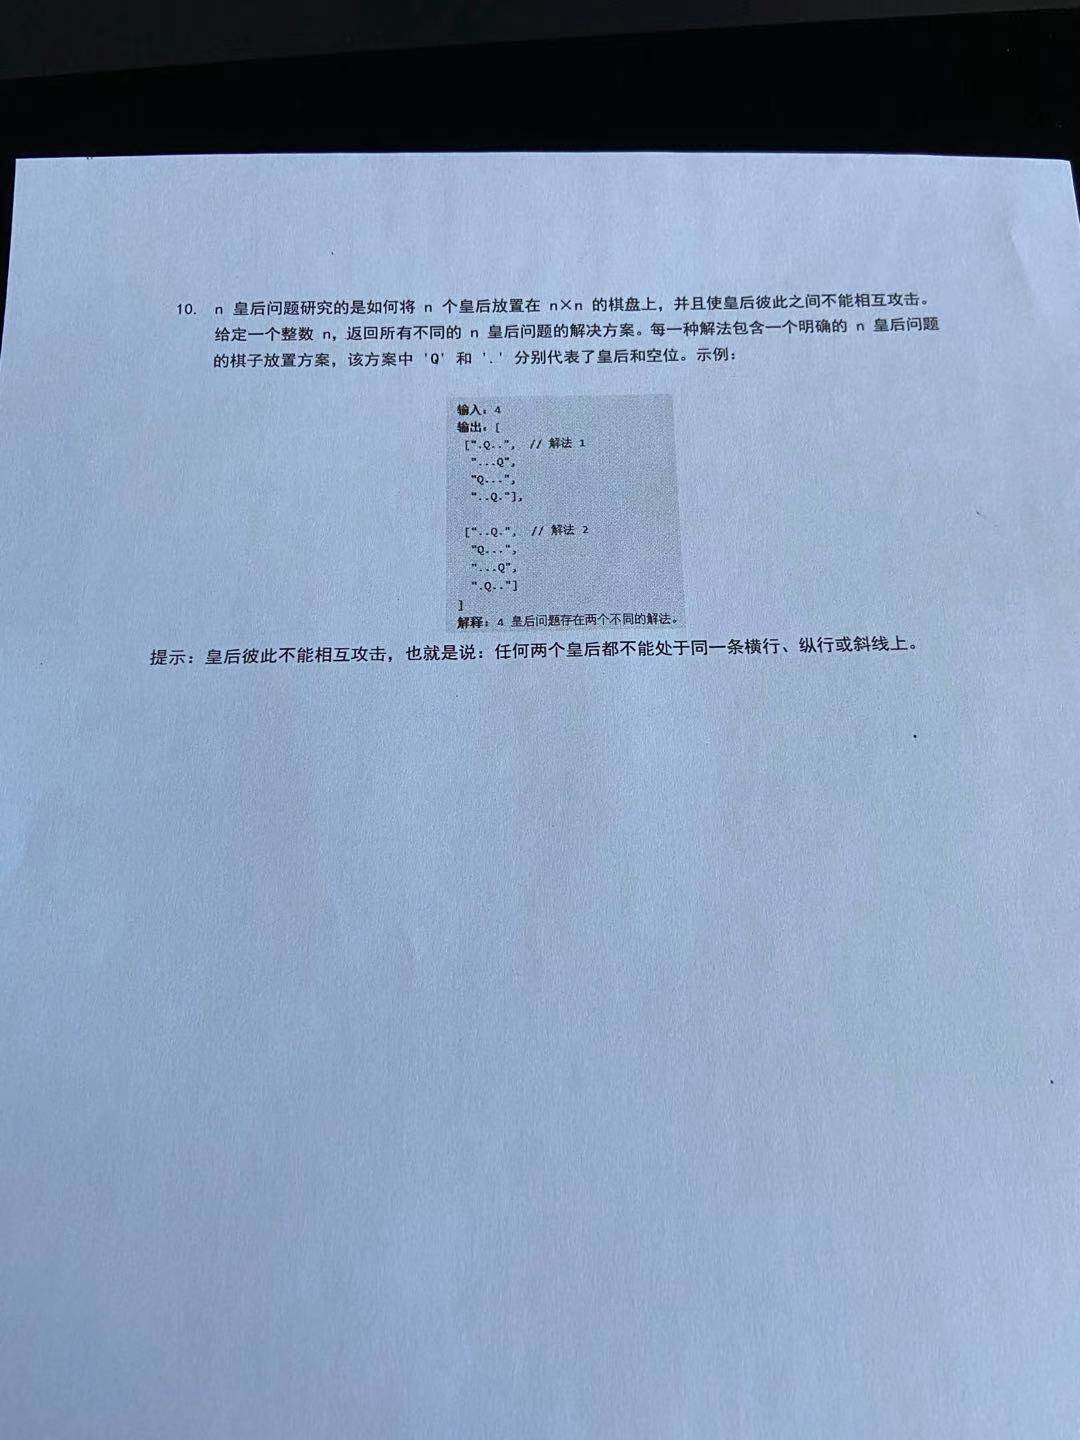 10. n 皇后问题研究的是如何将 n 个皇后放置在 n×n 的棋盘上，并且使皇后彼此之间不能相互攻击。
给定一个整数 n，返回所有不同的 n 皇后问题的解决方案。每一种解法包含一个明确的 n 皇后问题
的棋子放置方案，该方案中 'Q' 和 '.' 分别代表了皇后和空位。示例：
输入：4
输出：[
[".Q..",  // 解法 1
"...Q",
"Q...",
"..Q."],
["..Q.",  // 解法 2
"Q...",
"...Q",
".Q.."]
]
解释：4 皇后问题存在两个不同的解法。
提示：皇后彼此不能相互攻击，也就是说：任何两个皇后都不能处于同一条横行、纵行或斜线上。